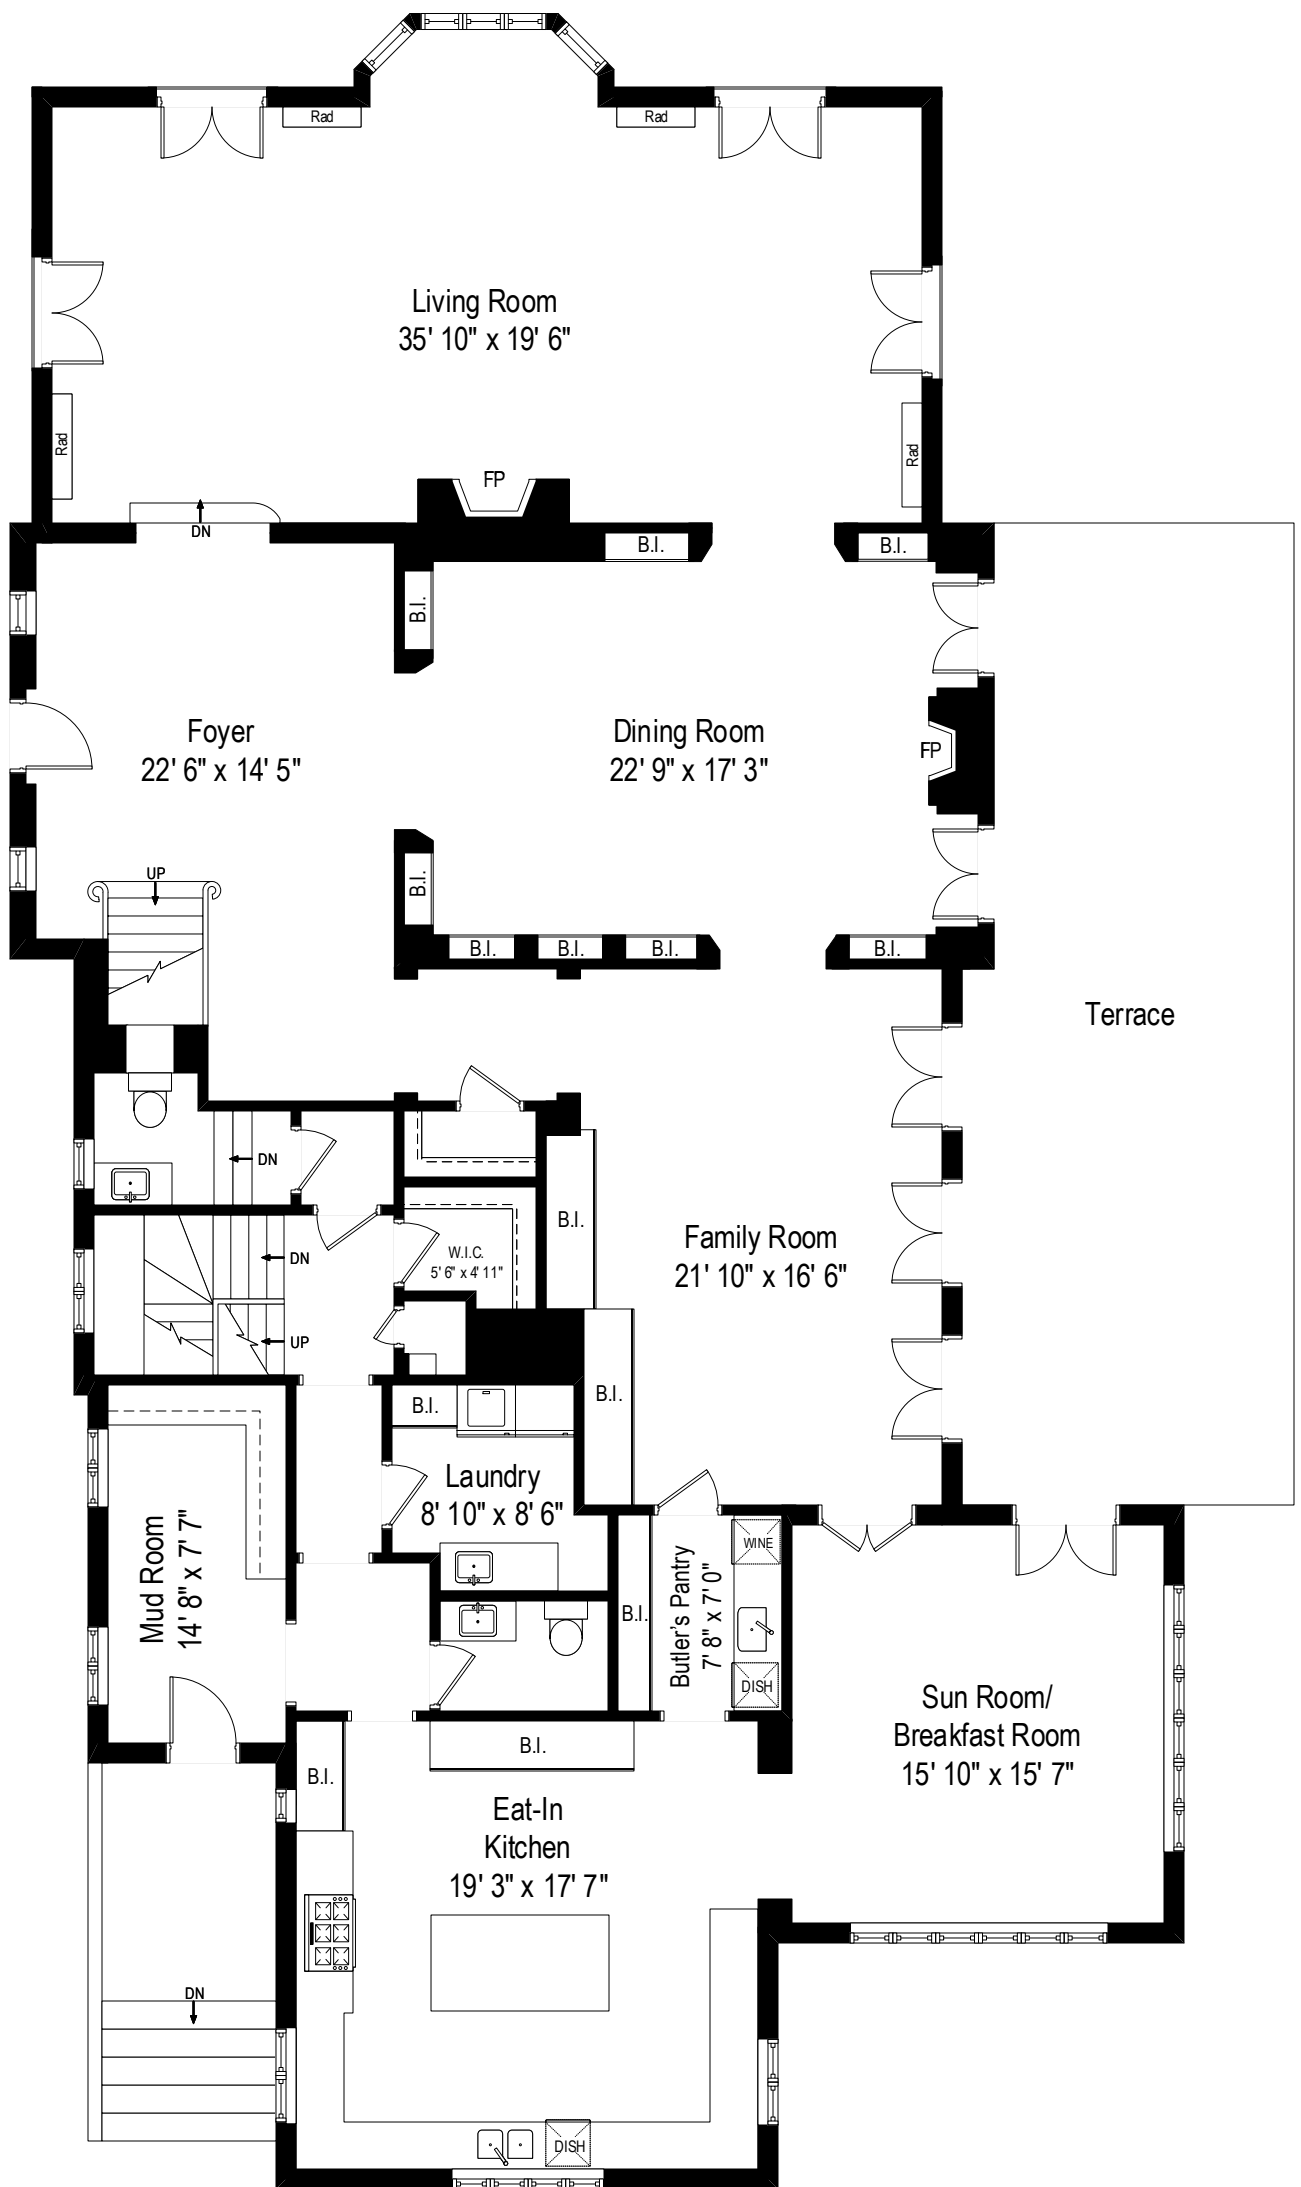 Rad
Rad
Living Room
35' 10" x 19' 6"
Rad
Rad
FP
DN
B.I.
B.I.
B.I.
Foyer
22' 6" x 14' 5"
Dining Room
22' 9" x 17' 3"
FP
UP
B.I.
B.I.
B.I.
B.I.
B.I.
Terrace
DN
B.I.
Family Room
21' 10" x 16' 6"
W.I.C.
5' 6" x 4' 11"
DN
UP
B.I.
B.I.
Laundry
8' 10" x 8' 6"
Mud Room
14' 8" x 7' 7"
WINE
Butler's Pantry
7' 8" x 7' 0"
B.I.
DISH
Sun Room/
Breakfast Room
15' 10" x 15' 7"
B.I.
B.I.
Eat-In
Kitchen
19' 3" x 17' 7"
DN
DISH